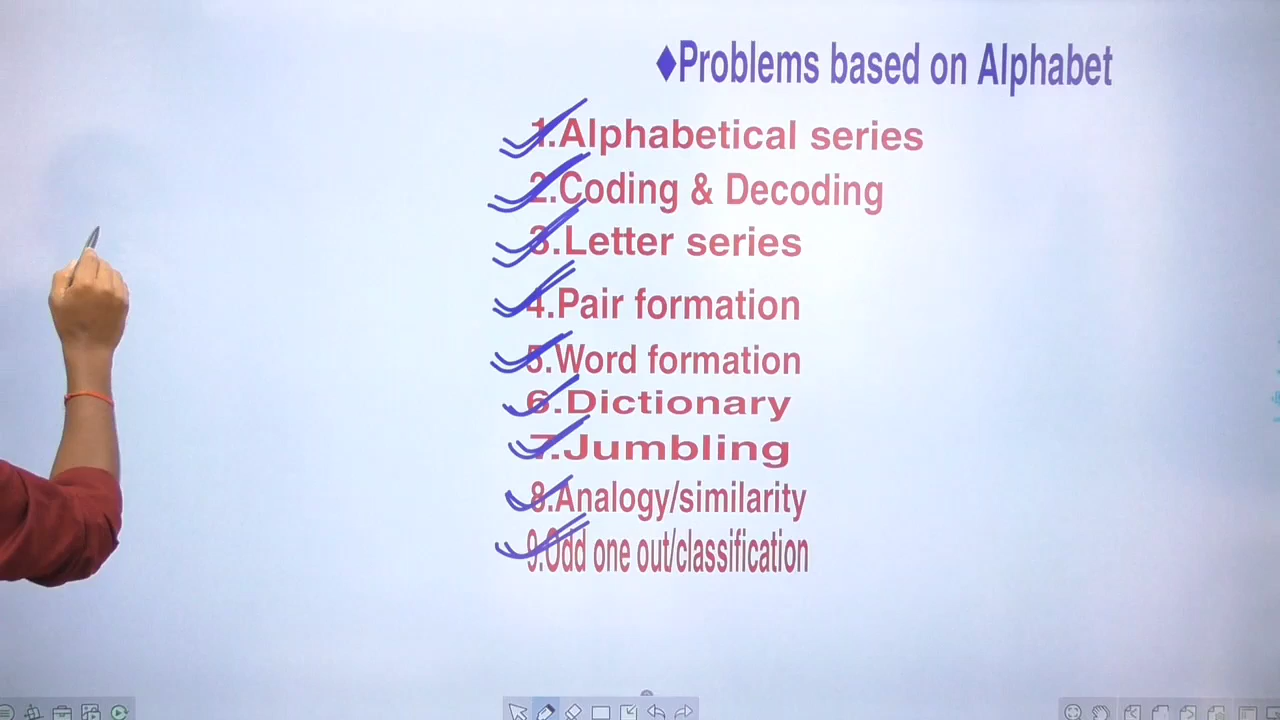 ♦Problems based on Alphabet
1.Alphabetical series
2.Coding & Decoding
3.Letter series
4.Pair formation
5.Word formation
6.Dictionary
7.Jumbling
8.Analogy/similarity
9.Odd one out/classification